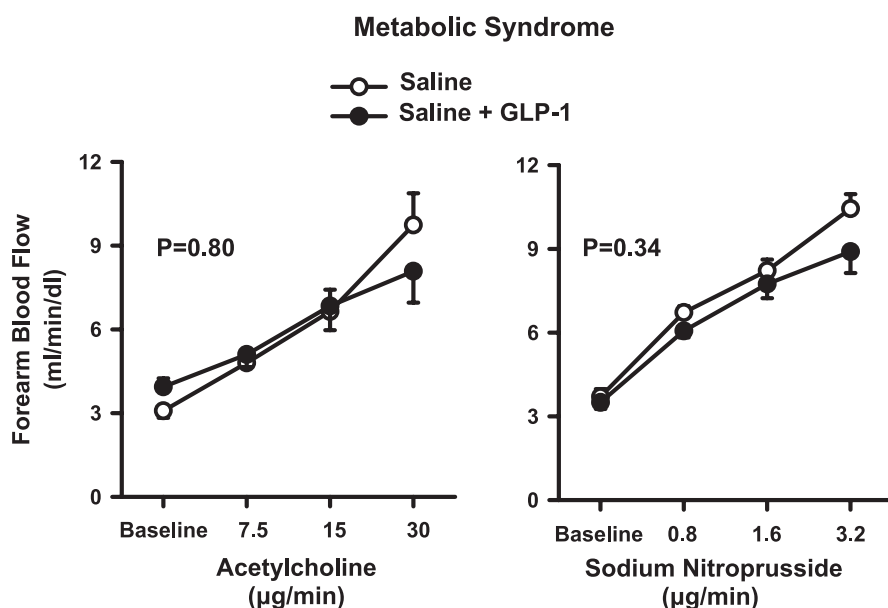 Metabolic Syndrome
Saline
Saline + GLP-1
Forearm Blood Flow
(ml/min/dl)
12
9
6
3
0
P=0.80
Baseline 7.5 15 30
Acetylcholine
(µg/min)
12
9
6
3
0
P=0.34
Baseline 0.8 1.6 3.2
Sodium Nitroprusside
(µg/min)